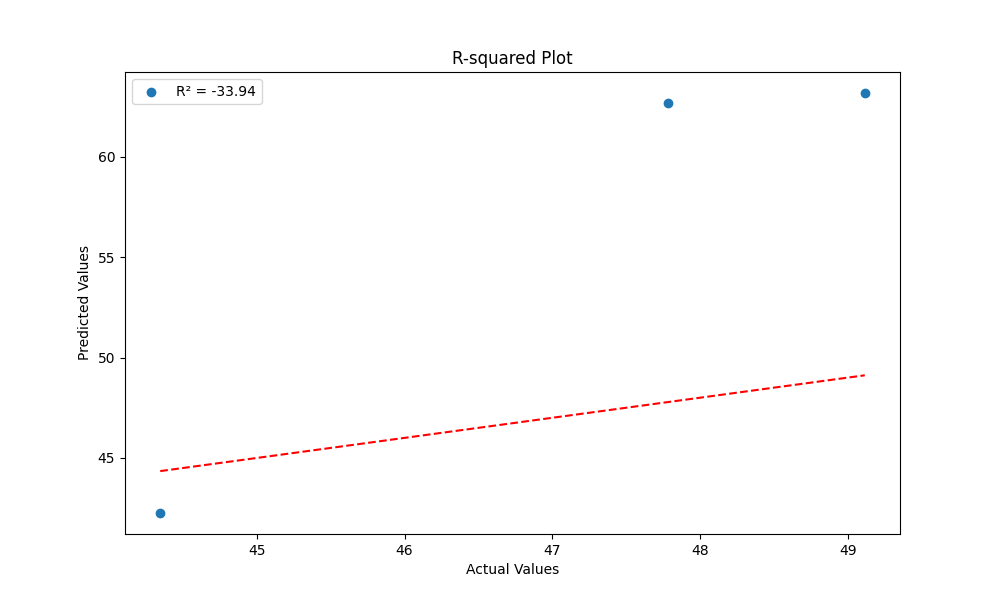 R-squared Plot
R² = -33.94
Predicted Values
60
55
50
45
45 46 47 48 49
Actual Values